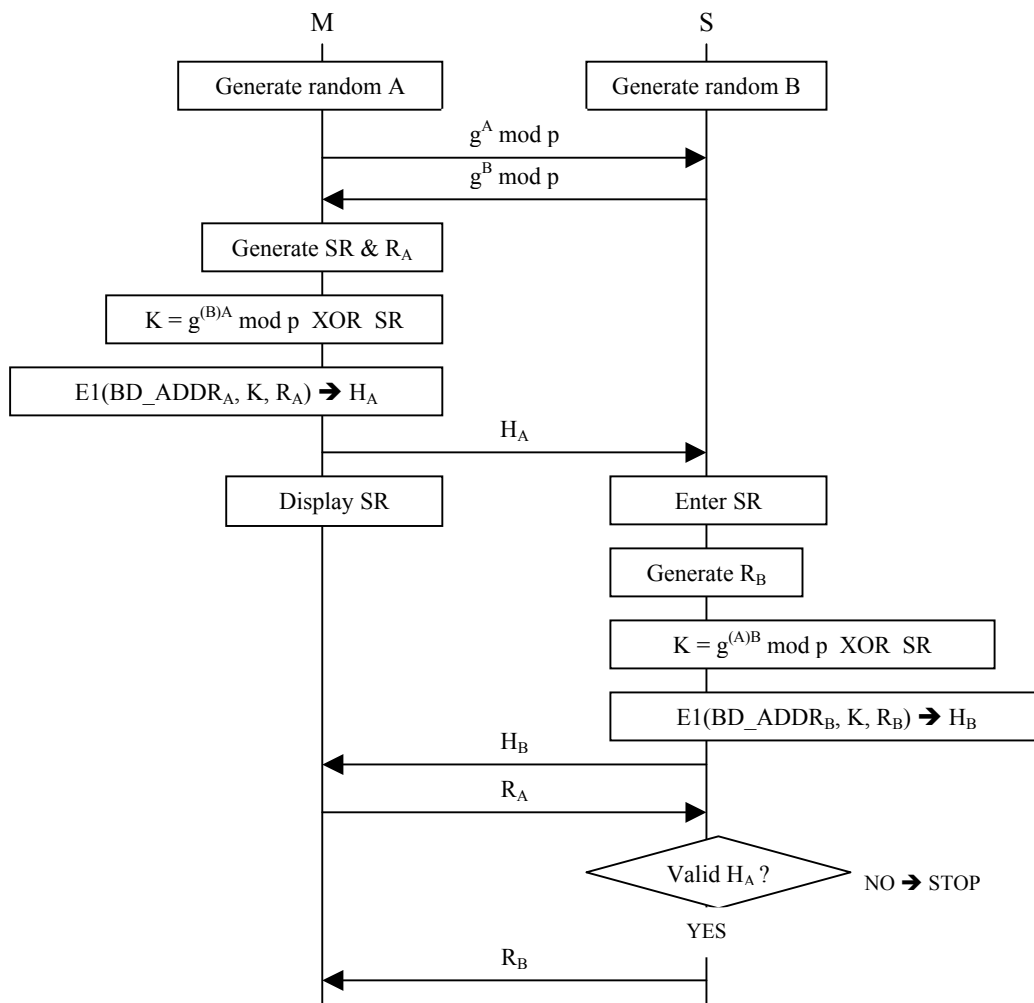 M S
Generate random A Generate random B
g^A mod p
g^B mod p
Generate SR & R_A
K = g^(B)A mod p XOR SR
E1(BD_ADDR_A, K, R_A) ➔ H_A
H_A
Display SR Enter SR
Generate R_B
K = g^(A)B mod p XOR SR
E1(BD_ADDR_B, K, R_B) ➔ H_B
H_B
R_A
Valid H_A ? NO ➔ STOP
YES
R_B